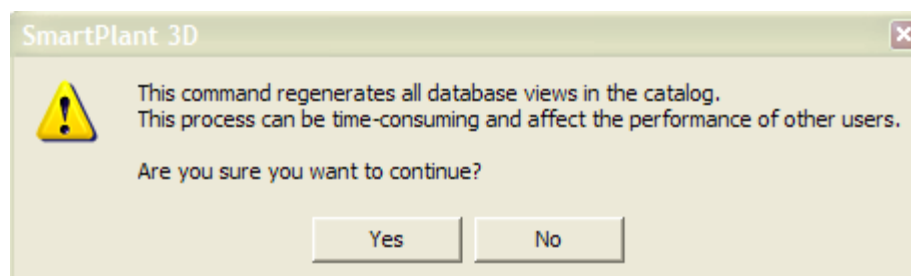 SmartPlant 3D
This command regenerates all database views in the catalog.
This process can be time-consuming and affect the performance of other users.
Are you sure you want to continue?
Yes No